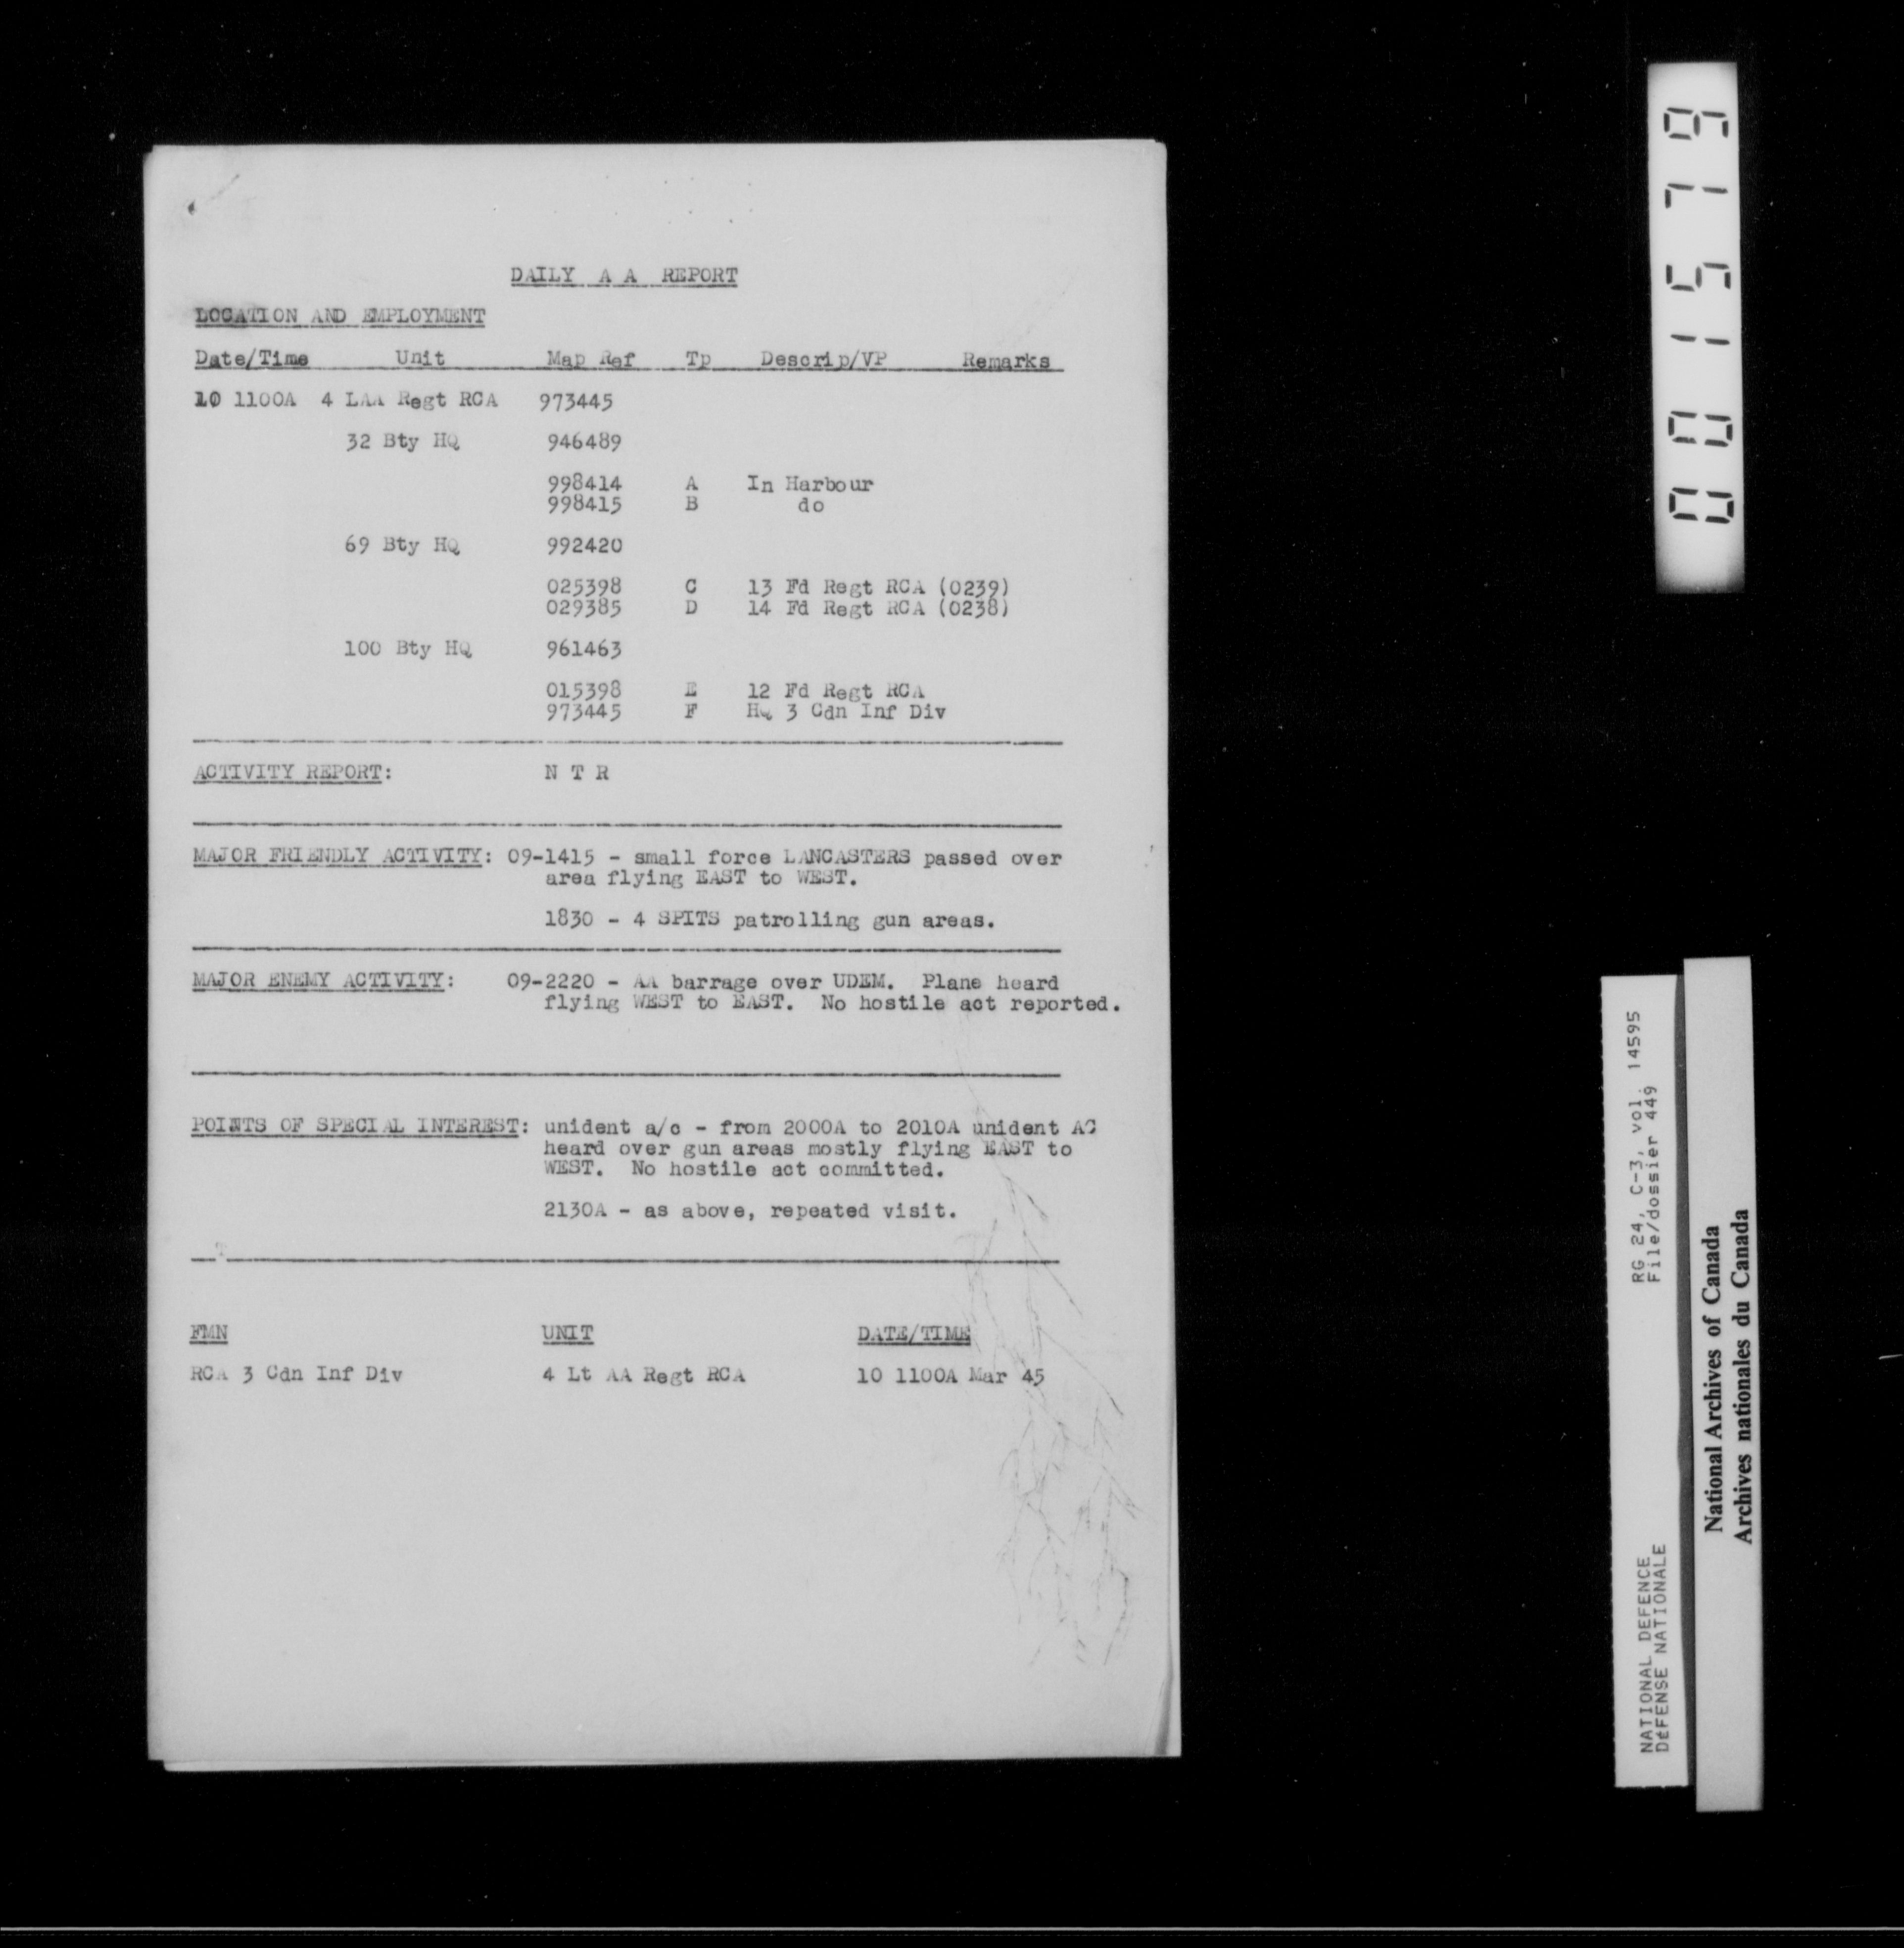 DAILY A A REPORT
LOCATION AND EMPLOYMENT
Date/Time Unit Map Ref Tp Descrip/VP Remarks
10 1100A 4 LAA Regt RCA 973445
32 Bty HQ 946489
998414 A In Harbour
998415 B do
69 Bty HQ 992420
025398 C 13 Fd Regt RCA (0239)
029385 D 14 Fd Regt RCA (0238)
100 Bty HQ 961463
015398 E 12 Fd Regt RCA
973445 F HQ 3 Cdn Inf Div
ACTIVITY REPORT: N T R
MAJOR FRIENDLY ACTIVITY: 09-1415 - small force LANCASTERS passed over
area flying EAST to WEST.
1830 - 4 SPITS patrolling gun areas.
MAJOR ENEMY ACTIVITY: 09-2220 - AA barrage over UDEM. Plane heard
flying WEST to EAST. No hostile act reported.
POINTS OF SPECIAL INTEREST: unident a/c - from 2000A to 2010A unident AC
heard over gun areas mostly flying EAST to
WEST. No hostile act committed.
2130A - as above, repeated visit.
FMN UNIT DATE/TIME
RCA 3 Cdn Inf Div 4 Lt AA Regt RCA 10 1100A Mar 45
001579
NATIONAL DEFENCE RG 24, C-3, vol. 14595
DÉFENSE NATIONALE File/dossier 449
National Archives of Canada
Archives nationales du Canada